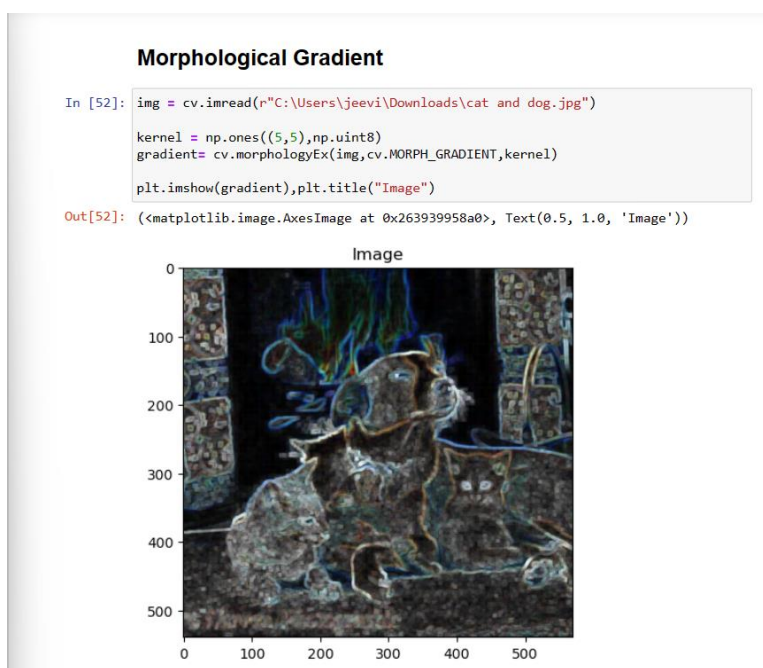 Morphological Gradient
In [52]: img = cv.imread(r"C:\Users\jeevi\Downloads\cat and dog.jpg")
kernel = np.ones((5,5),np.uint8)
gradient= cv.morphologyEx(img,cv.MORPH_GRADIENT,kernel)
plt.imshow(gradient),plt.title("Image")
Out[52]: (<matplotlib.image.AxesImage at 0x263939958a0>, Text(0.5, 1.0, 'Image'))
Image
0
100
200
300
400
500
0 100 200 300 400 500